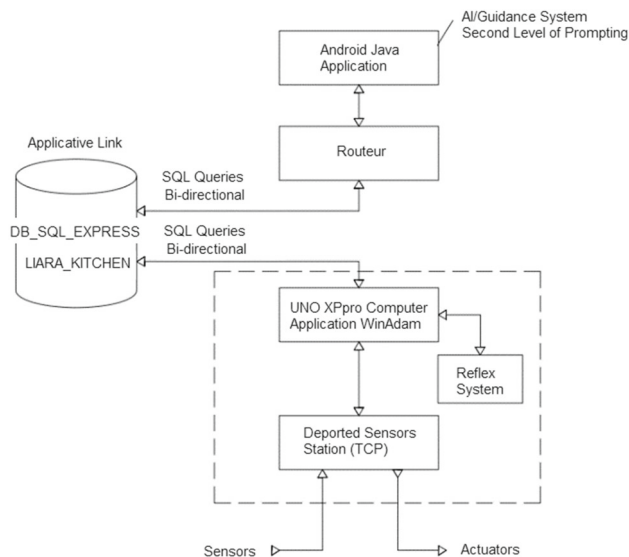 AI/Guidance System
Second Level of Prompting
Android Java
Application
Routeur
Applicative Link
SQL Queries
Bi-directional
DB_SQL_EXPRESS
SQL Queries
Bi-directional
LIARA_KITCHEN
UNO XPpro Computer
Application WinAdam
Reflex
System
Deported Sensors
Station (TCP)
Sensors
Actuators